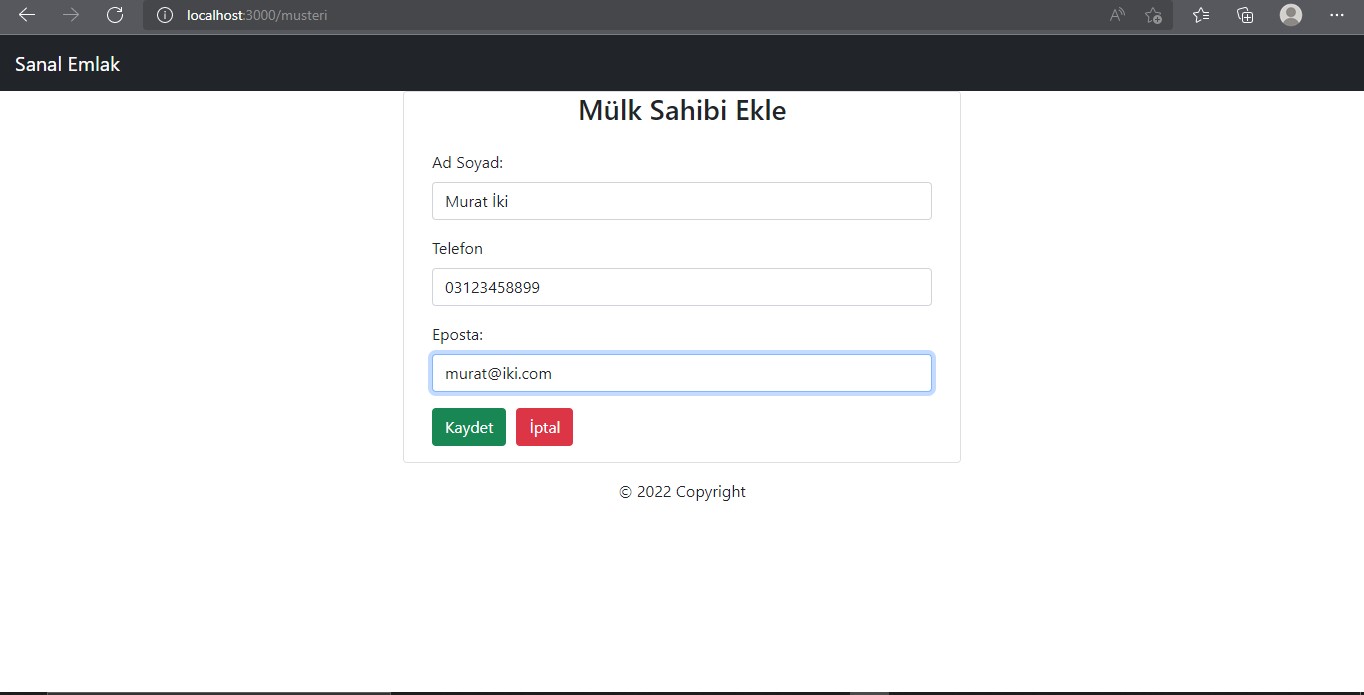 localhost:3000/musteri
Sanal Emlak
Mülk Sahibi Ekle
Ad Soyad:
Murat İki
Telefon
03123458899
Eposta:
murat@iki.com
Kaydet İptal
© 2022 Copyright